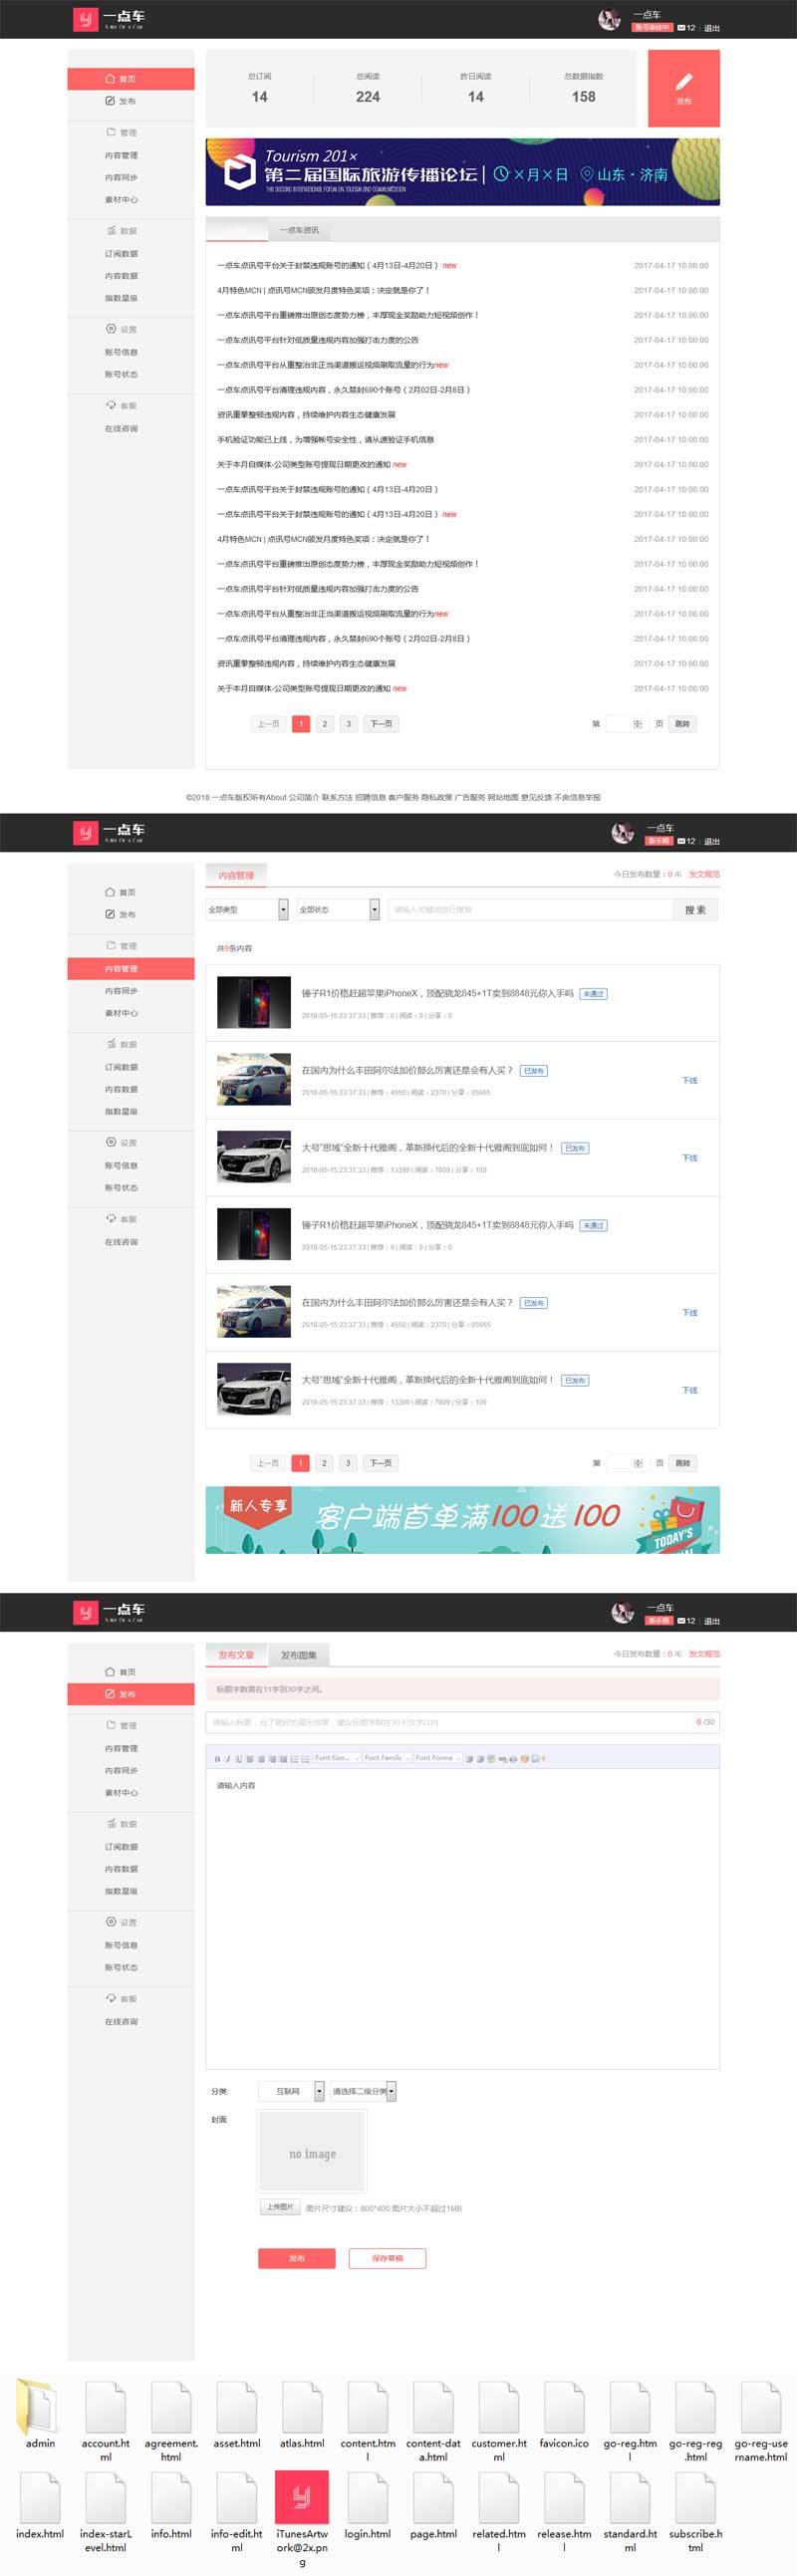 一点车
一点车
账号审核中 12 | 退出
首页
发布
管理
内容管理
内容同步
素材中心
数据
订阅数据
内容数据
指数星级
设置
账号信息
账号状态
客服
在线咨询
总订阅 总阅读 昨日阅读 总数据指数
14 224 14 158
发布
Tourism 201×
第二届国际旅游传播论坛 ×月×日 山东·济南
THE SECOND INTERNATIONAL FORUM ON TOURISM AND COMMUNICATION
一点车资讯
一点车点讯号平台关于封禁违规账号的通知（4月13日-4月20日） new 2017-04-17 10:00:00
4月特色MCN | 点讯号MCN颁发月度特色奖项：决定就是你了！ 2017-04-17 10:00:00
一点车点讯号平台重磅推出原创态度势力榜，丰厚现金奖励助力短视频创作！ 2017-04-17 10:00:00
一点车点讯号平台针对低质量违规内容加强打击力度的公告 2017-04-17 10:00:00
一点车点讯号平台从重整治非正当渠道搬运视频刷取流量的行为new 2017-04-17 10:00:00
一点车点讯号平台清理违规内容，永久禁封690个账号（2月02日-2月8日） 2017-04-17 10:00:00
资讯重拳整顿违规内容，持续维护内容生态健康发展 2017-04-17 10:00:00
手机验证功能已上线，为增强帐号安全性，请从速验证手机信息 2017-04-17 10:00:00
关于本月自媒体-公司类型账号提现日期更改的通知 new 2017-04-17 10:00:00
一点车点讯号平台关于封禁违规账号的通知（4月13日-4月20日） 2017-04-17 10:00:00
一点车点讯号平台关于封禁违规账号的通知（4月13日-4月20日） new 2017-04-17 10:00:00
4月特色MCN | 点讯号MCN颁发月度特色奖项：决定就是你了！ 2017-04-17 10:00:00
一点车点讯号平台重磅推出原创态度势力榜，丰厚现金奖励助力短视频创作！ 2017-04-17 10:00:00
一点车点讯号平台针对低质量违规内容加强打击力度的公告 2017-04-17 10:00:00
一点车点讯号平台从重整治非正当渠道搬运视频刷取流量的行为new 2017-04-17 10:00:00
一点车点讯号平台清理违规内容，永久禁封690个账号（2月02日-2月8日） 2017-04-17 10:00:00
资讯重拳整顿违规内容，持续维护内容生态健康发展 2017-04-17 10:00:00
关于本月自媒体-公司类型账号提现日期更改的通知 new 2017-04-17 10:00:00
上一页 1 2 3 下一页 第 页 跳转
©2018 一点车版权所有About 公司简介 联系方法 招聘信息 客户服务 隐私政策 广告服务 网站地图 意见反馈 不良信息举报
一点车
一点车
新手期 12 | 退出
首页
发布
管理
内容管理
内容同步
素材中心
数据
订阅数据
内容数据
指数星级
设置
账号信息
账号状态
客服
在线咨询
内容管理 今日发布数量：0 /6 发文规范
全部类型 全部状态 请输入关键词进行搜索 搜 索
共9条内容
锤子R1价格赶超苹果iPhoneX，顶配骁龙845+1T卖到8848元你入手吗 未通过
2018-05-15 23:37:33 | 推荐：0 | 阅读：0 | 分享：0
在国内为什么丰田阿尔法加价那么厉害还是会有人买？ 已发布
2018-05-15 23:37:33 | 推荐：4550 | 阅读：2370 | 分享：05665
下线
大号"思域"全新十代雅阁，革新换代后的全新十代雅阁到底如何！ 已发布
2018-05-15 23:37:33 | 推荐：13390 | 阅读：7809 | 分享：100
下线
锤子R1价格赶超苹果iPhoneX，顶配骁龙845+1T卖到8848元你入手吗 未通过
2018-05-15 23:37:33 | 推荐：0 | 阅读：0 | 分享：0
在国内为什么丰田阿尔法加价那么厉害还是会有人买？ 已发布
2018-05-15 23:37:33 | 推荐：4550 | 阅读：2370 | 分享：05665
下线
大号"思域"全新十代雅阁，革新换代后的全新十代雅阁到底如何！ 已发布
2018-05-15 23:37:33 | 推荐：13390 | 阅读：7809 | 分享：100
下线
上一页 1 2 3 下一页 第 页 跳转
新人专享 客户端首单满100送100 TODAY'S
一点车
一点车
新手期 12 | 退出
首页
发布
管理
内容管理
内容同步
素材中心
数据
订阅数据
内容数据
指数星级
设置
账号信息
账号状态
客服
在线咨询
发布文章 发布图集 今日发布数量：0 /6 发文规范
标题字数需在11字到30字之间。
请输入标题，为了更好的展示效果，建议标题字数在30个汉字以内 0 /30
B I U Font Size... Font Family Font Forma
请输入内容
分类: 互联网 请选择二级分类
封面:
no image
上传图片 图片尺寸建议：800*400 图片大小不超过1MB
发布 保存草稿
admin account.html agreement.html asset.html atlas.html content.html content-data.html customer.html favicon.ico go-reg.html go-reg-reg.html go-reg-username.html
index.html index-starLevel.html info.html info-edit.html iTunesArtwork@2x.png login.html page.html related.html release.html standard.html subscribe.html